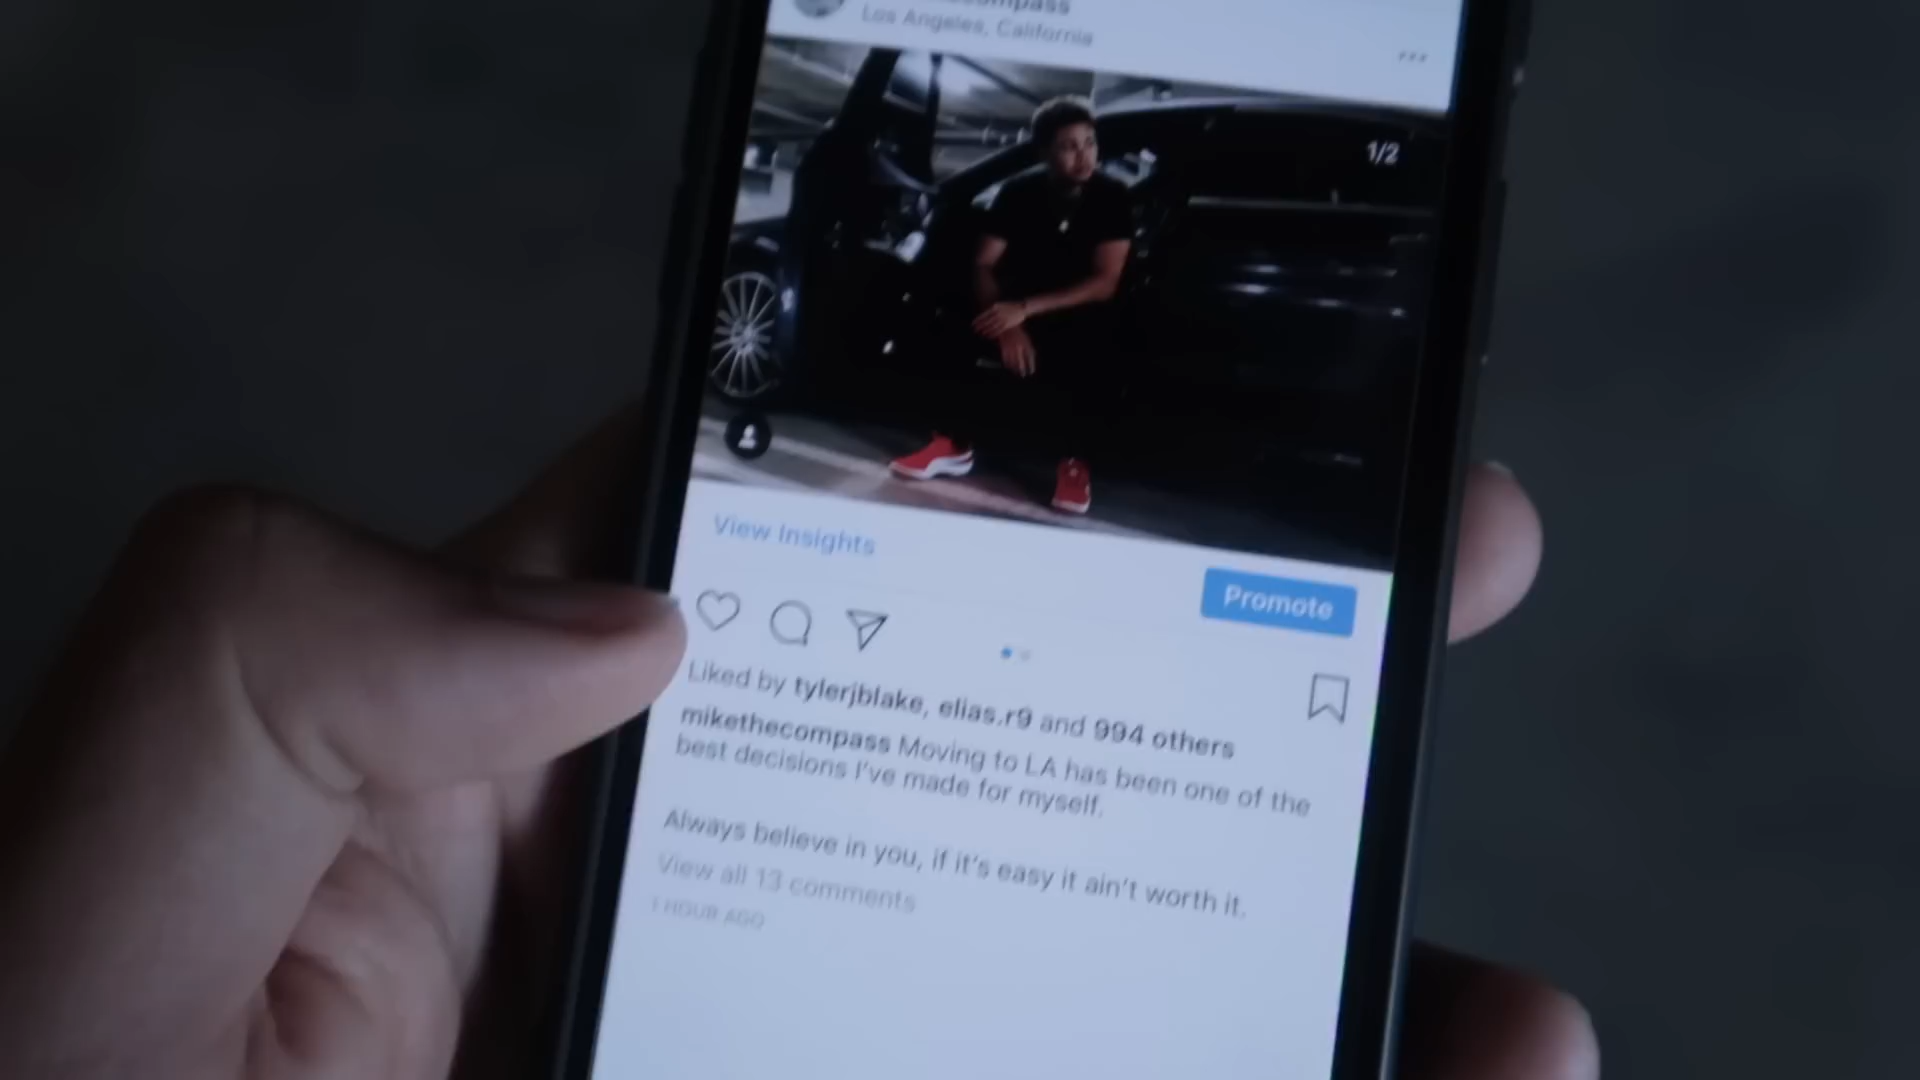 Los Angeles, California
1/2
View Insights
Promote
Liked by tylerjblake, elias.r9 and 994 others
mikethecompass Moving to LA has been one of the
best decisions I've made for myself.
Always believe in you, if it's easy it ain't worth it.
View all 13 comments
1 HOUR AGO